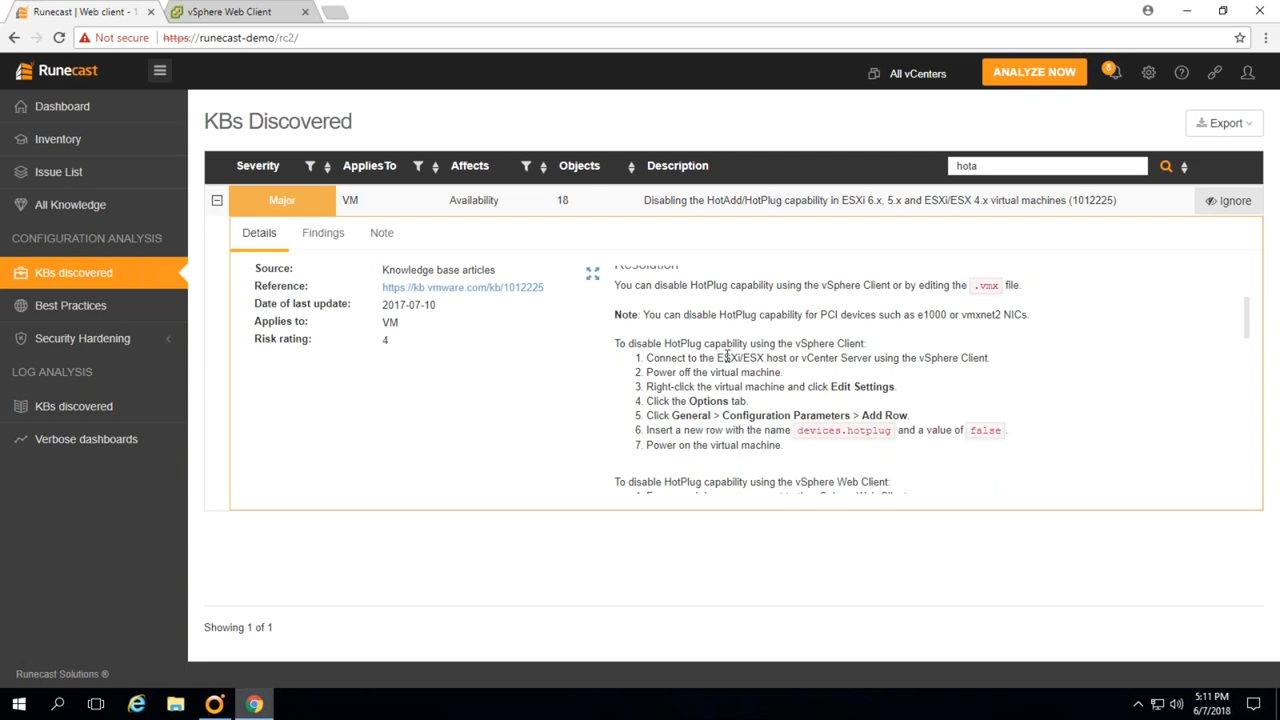 Runecast | Web client - 1
vSphere Web Client
Not secure
https://runecast-demo/rc2/
Runecast
All vCenters
ANALYZE NOW
8
Dashboard
Inventory
Issue List
All Knowledge
CONFIGURATION ANALYSIS
KBs discovered
Best Practices
Security Hardening
LOG ANALYSIS
KBs discovered
Verbose dashboards
Runecast Solutions ®
KBs Discovered
Export
Severity AppliesTo Affects Objects Description hota
Major VM Availability 18 Disabling the HotAdd/HotPlug capability in ESXi 6.x, 5.x and ESXi/ESX 4.x virtual machines (1012225) Ignore
Details Findings Note
Source: Knowledge base articles
Reference: https://kb.vmware.com/kb/1012225
Date of last update: 2017-07-10
Applies to: VM
Risk rating: 4
Resolution
You can disable HotPlug capability using the vSphere Client or by editing the .vmx file.
Note: You can disable HotPlug capability for PCI devices such as e1000 or vmxnet2 NICs.
To disable HotPlug capability using the vSphere Client:
1. Connect to the ESXi/ESX host or vCenter Server using the vSphere Client.
2. Power off the virtual machine.
3. Right-click the virtual machine and click Edit Settings.
4. Click the Options tab.
5. Click General > Configuration Parameters > Add Row.
6. Insert a new row with the name devices.hotplug and a value of false.
7. Power on the virtual machine.
To disable HotPlug capability using the vSphere Web Client:
Showing 1 of 1
5:11 PM
6/7/2018